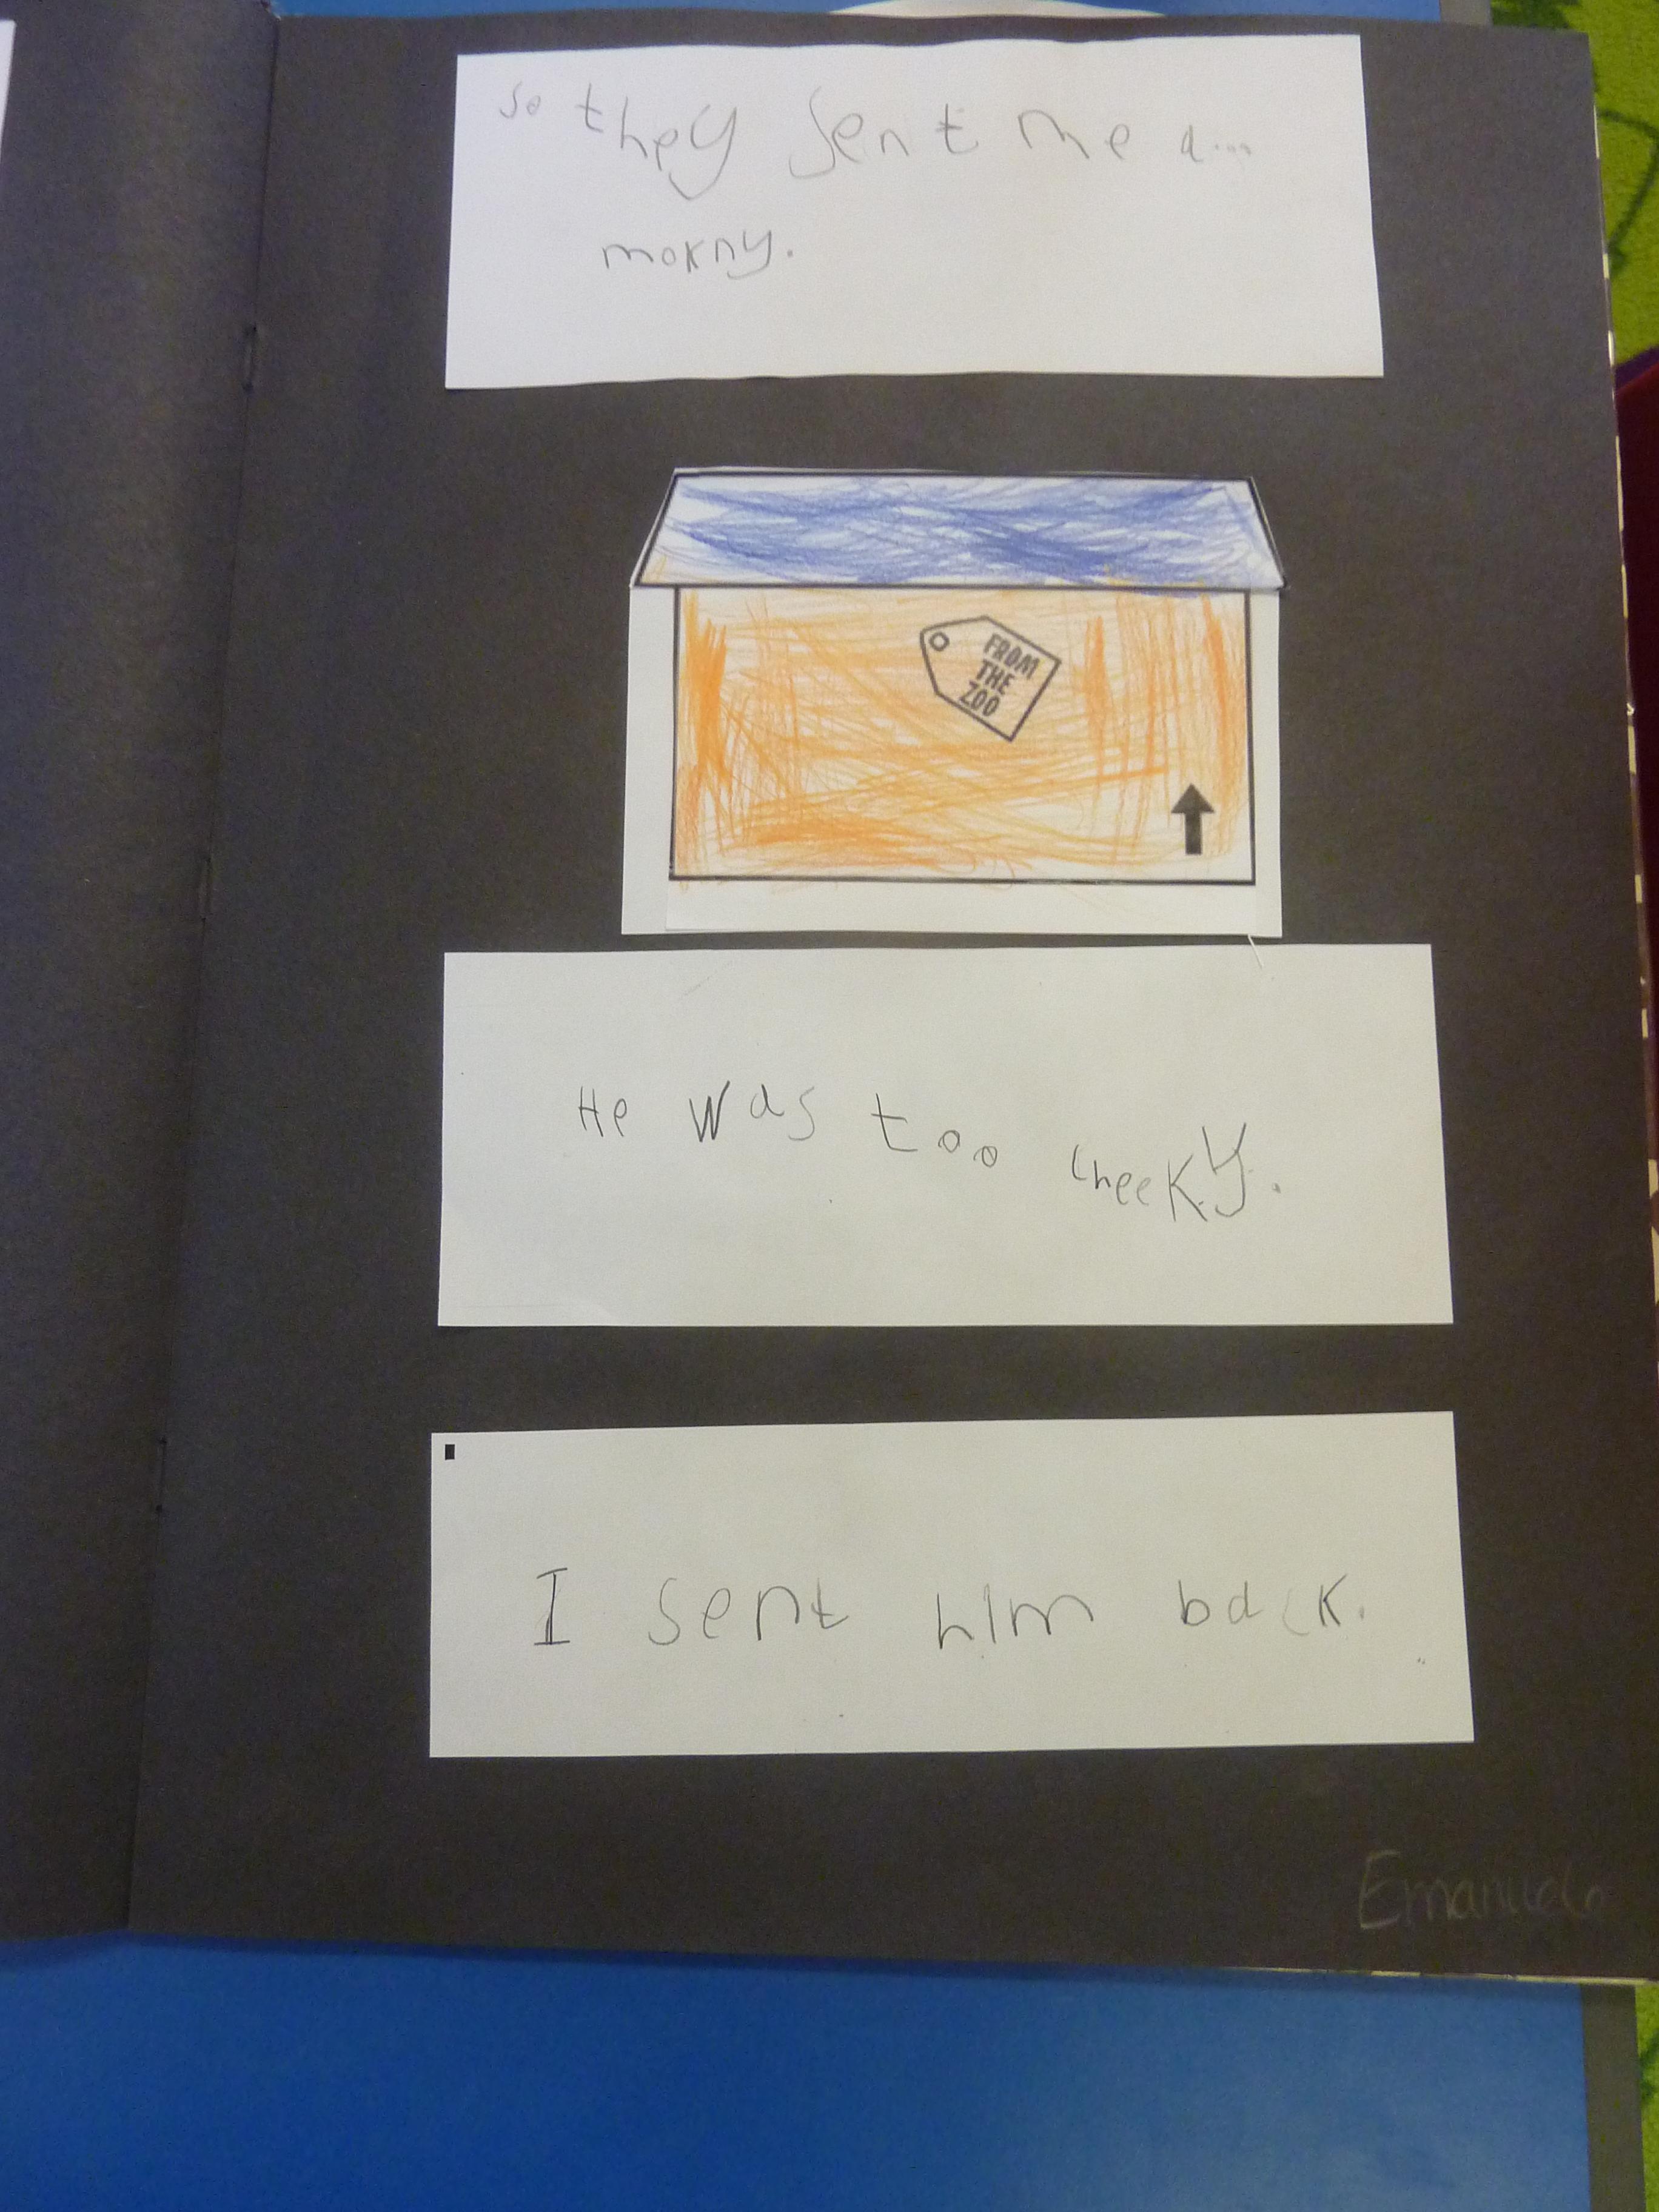 so they sent me a...
mokny.
FROM
THE
ZOO
He was too cheeky.
I sent him back.
Emanuela